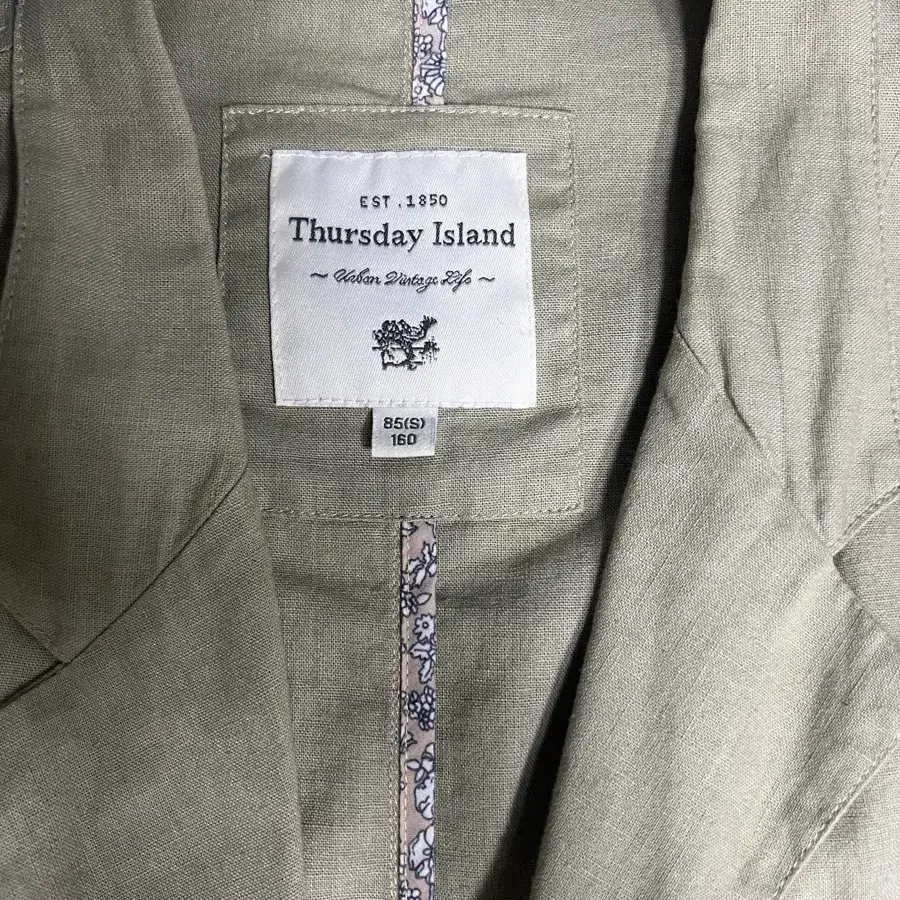 EST.1850
Thursday Island
~ Urban Vintage Life ~
85(S)
160